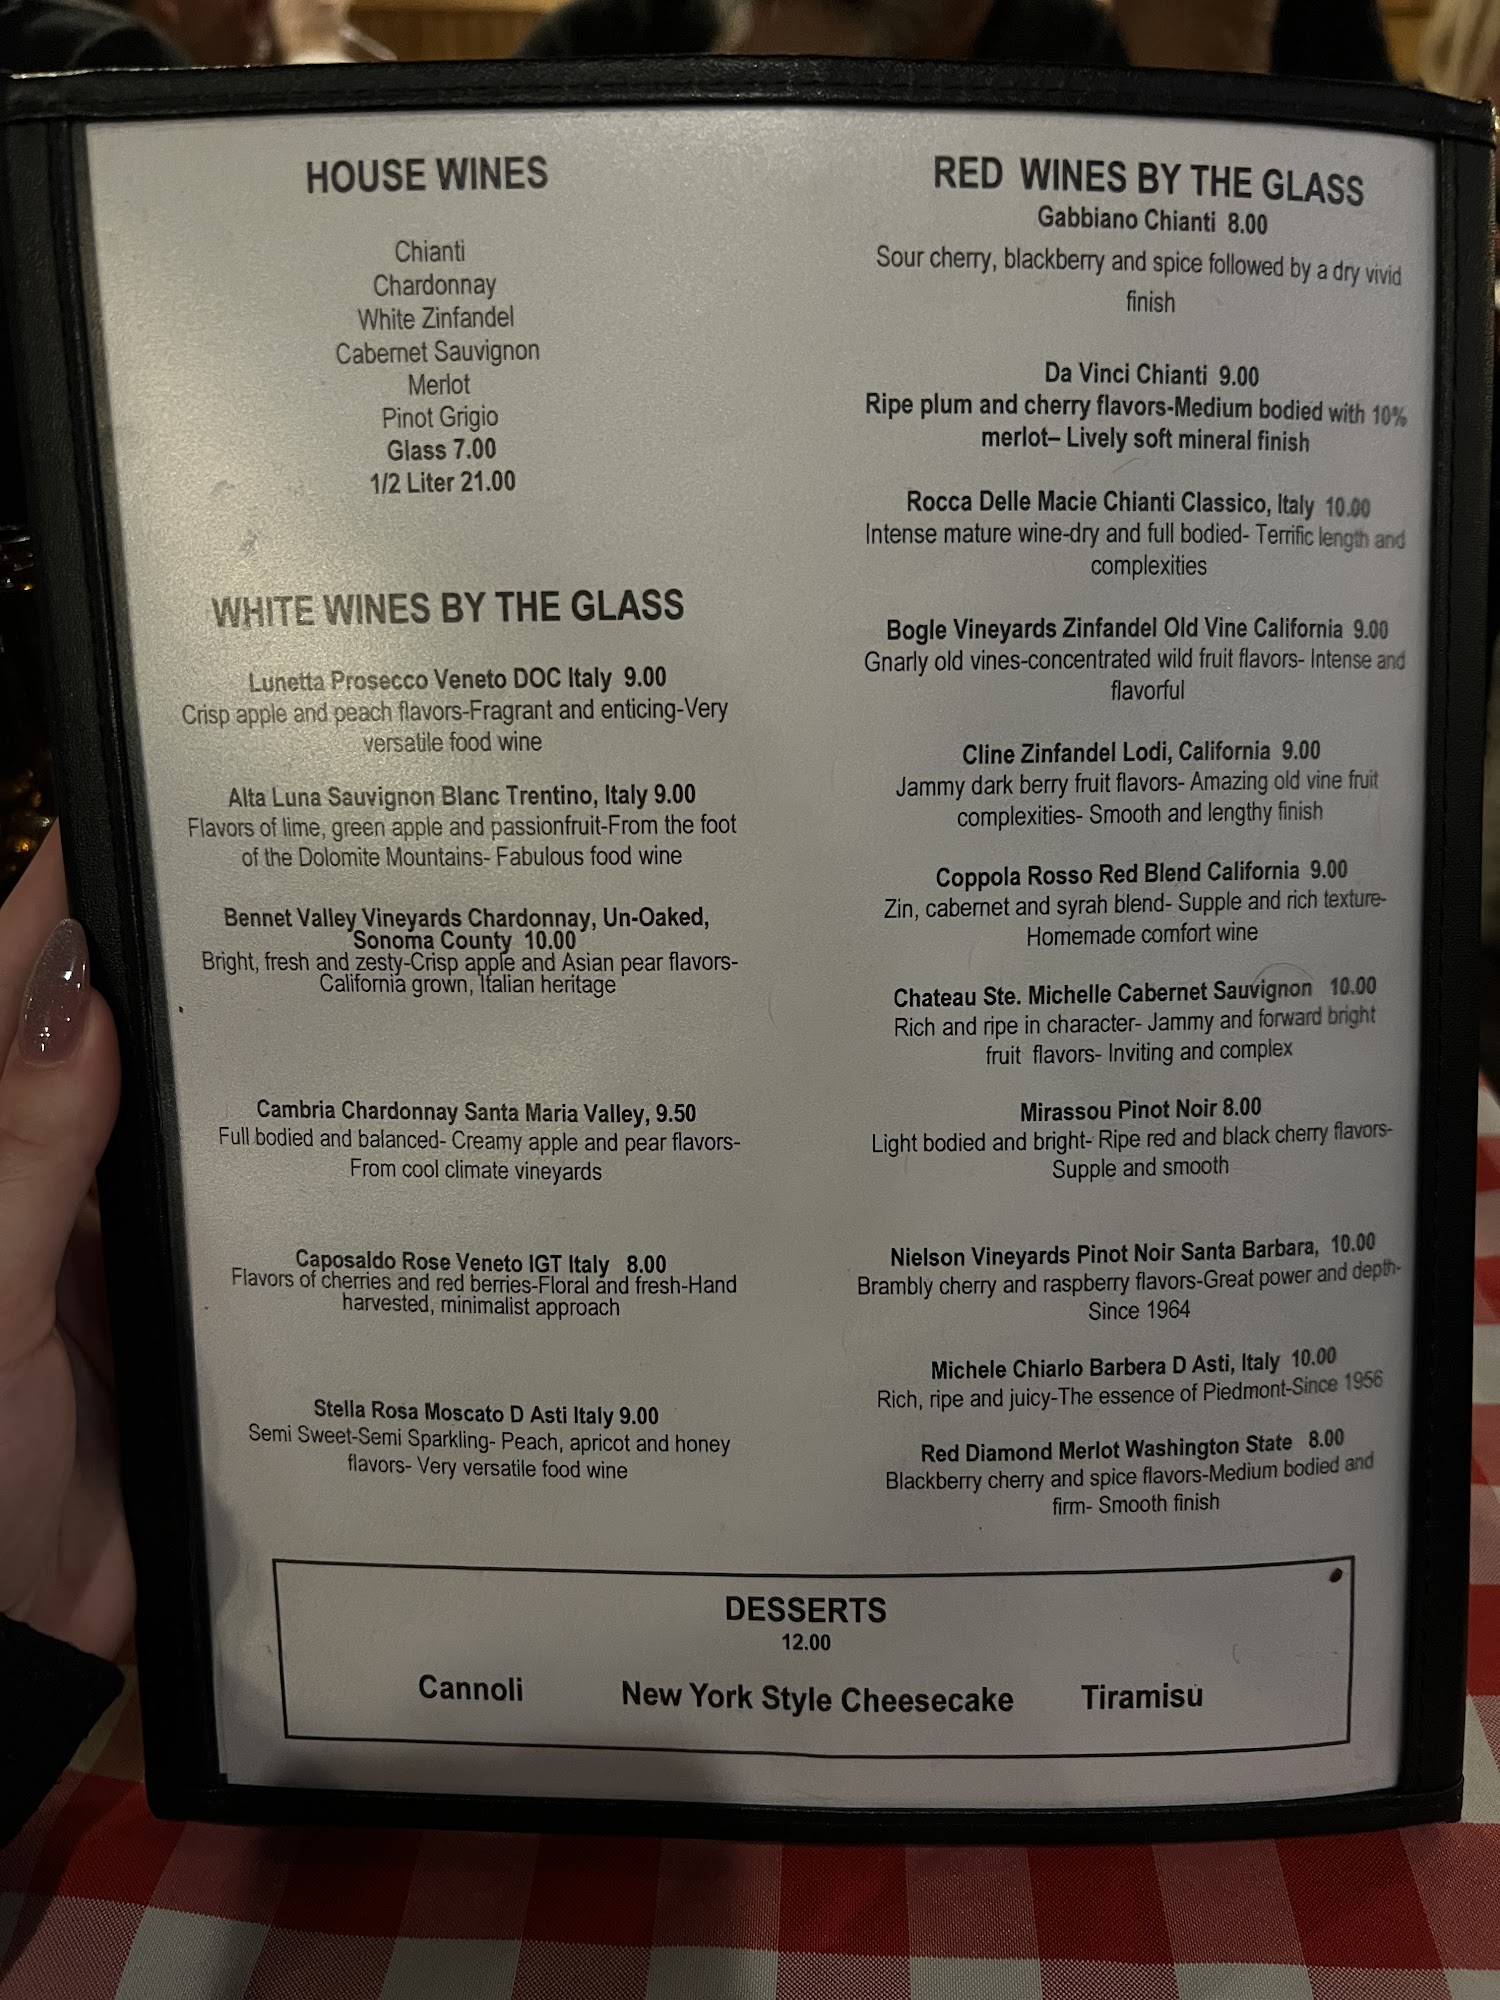 HOUSE WINES
Chianti
Chardonnay
White Zinfandel
Cabernet Sauvignon
Merlot
Pinot Grigio
Glass 7.00
1/2 Liter 21.00
WHITE WINES BY THE GLASS
Lunetta Prosecco Veneto DOC Italy 9.00
Crisp apple and peach flavors-Fragrant and enticing-Very
versatile food wine
Alta Luna Sauvignon Blanc Trentino, Italy 9.00
Flavors of lime, green apple and passionfruit-From the foot
of the Dolomite Mountains- Fabulous food wine
Bennet Valley Vineyards Chardonnay, Un-Oaked,
Sonoma County 10.00
Bright, fresh and zesty-Crisp apple and Asian pear flavors-
California grown, Italian heritage
Cambria Chardonnay Santa Maria Valley, 9.50
Full bodied and balanced- Creamy apple and pear flavors-
From cool climate vineyards
Caposaldo Rose Veneto IGT Italy 8.00
Flavors of cherries and red berries-Floral and fresh-Hand
harvested, minimalist approach
Stella Rosa Moscato D Asti Italy 9.00
Semi Sweet-Semi Sparkling- Peach, apricot and honey
flavors- Very versatile food wine
RED WINES BY THE GLASS
Gabbiano Chianti 8.00
Sour cherry, blackberry and spice followed by a dry vivid
finish
Da Vinci Chianti 9.00
Ripe plum and cherry flavors-Medium bodied with 10%
merlot– Lively soft mineral finish
Rocca Delle Macie Chianti Classico, Italy 10.00
Intense mature wine-dry and full bodied- Terrific length and
complexities
Bogle Vineyards Zinfandel Old Vine California 9.00
Gnarly old vines-concentrated wild fruit flavors- Intense and
flavorful
Cline Zinfandel Lodi, California 9.00
Jammy dark berry fruit flavors- Amazing old vine fruit
complexities- Smooth and lengthy finish
Coppola Rosso Red Blend California 9.00
Zin, cabernet and syrah blend- Supple and rich texture-
Homemade comfort wine
Chateau Ste. Michelle Cabernet Sauvignon 10.00
Rich and ripe in character- Jammy and forward bright
fruit flavors- Inviting and complex
Mirassou Pinot Noir 8.00
Light bodied and bright- Ripe red and black cherry flavors-
Supple and smooth
Nielson Vineyards Pinot Noir Santa Barbara, 10.00
Brambly cherry and raspberry flavors-Great power and depth-
Since 1964
Michele Chiarlo Barbera D Asti, Italy 10.00
Rich, ripe and juicy-The essence of Piedmont-Since 1956
Red Diamond Merlot Washington State 8.00
Blackberry cherry and spice flavors-Medium bodied and
firm- Smooth finish
DESSERTS
12.00
Cannoli New York Style Cheesecake Tiramisu